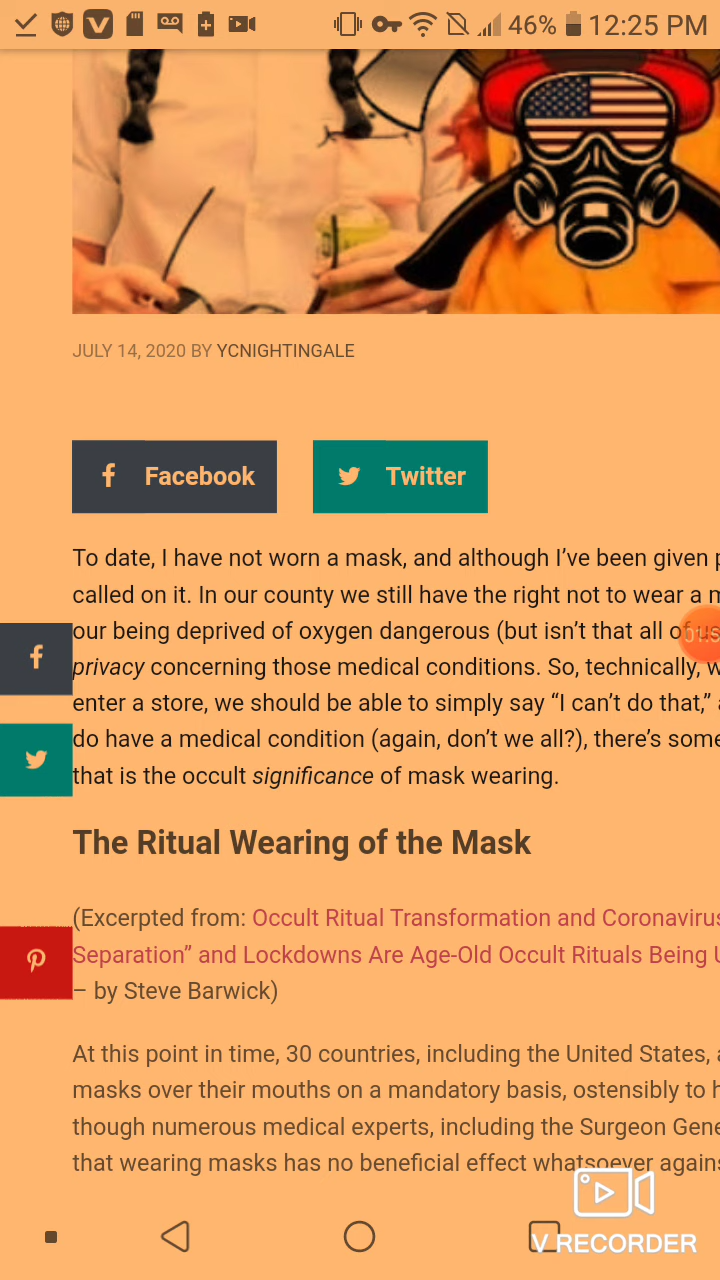 46% 12:25 PM
JULY 14, 2020 BY YCNIGHTINGALE
Facebook Twitter
To date, I have not worn a mask, and although I've been given p
called on it. In our county we still have the right not to wear a m
our being deprived of oxygen dangerous (but isn't that all of us
privacy concerning those medical conditions. So, technically, w
enter a store, we should be able to simply say “I can't do that,” a
do have a medical condition (again, don't we all?), there's some
that is the occult significance of mask wearing.
The Ritual Wearing of the Mask
(Excerpted from: Occult Ritual Transformation and Coronavirus
Separation” and Lockdowns Are Age-Old Occult Rituals Being U
– by Steve Barwick)
At this point in time, 30 countries, including the United States, a
masks over their mouths on a mandatory basis, ostensibly to h
though numerous medical experts, including the Surgeon Gene
that wearing masks has no beneficial effect whatsoever agains
V RECORDER